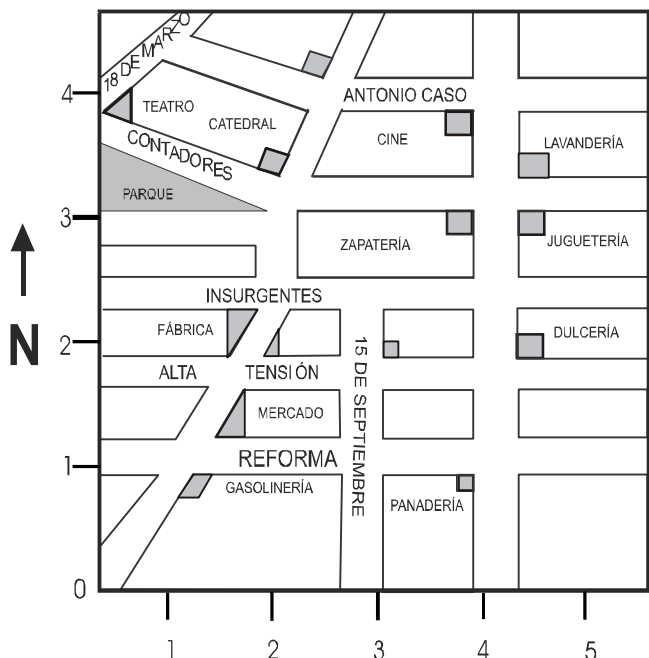 18 DE MARZO
4
ANTONIO CASO
TEATRO
CATEDRAL
CINE
LAVANDERÍA
CONTADORES
PARQUE
3
ZAPATERÍA
JUGUETERÍA
INSURGENTES
N
2
FÁBRICA
DULCERÍA
15 DE SEPTIEMBRE
ALTA TENSIÓN
MERCADO
1
REFORMA
GASOLINERÍA
PANADERÍA
0
1 2 3 4 5